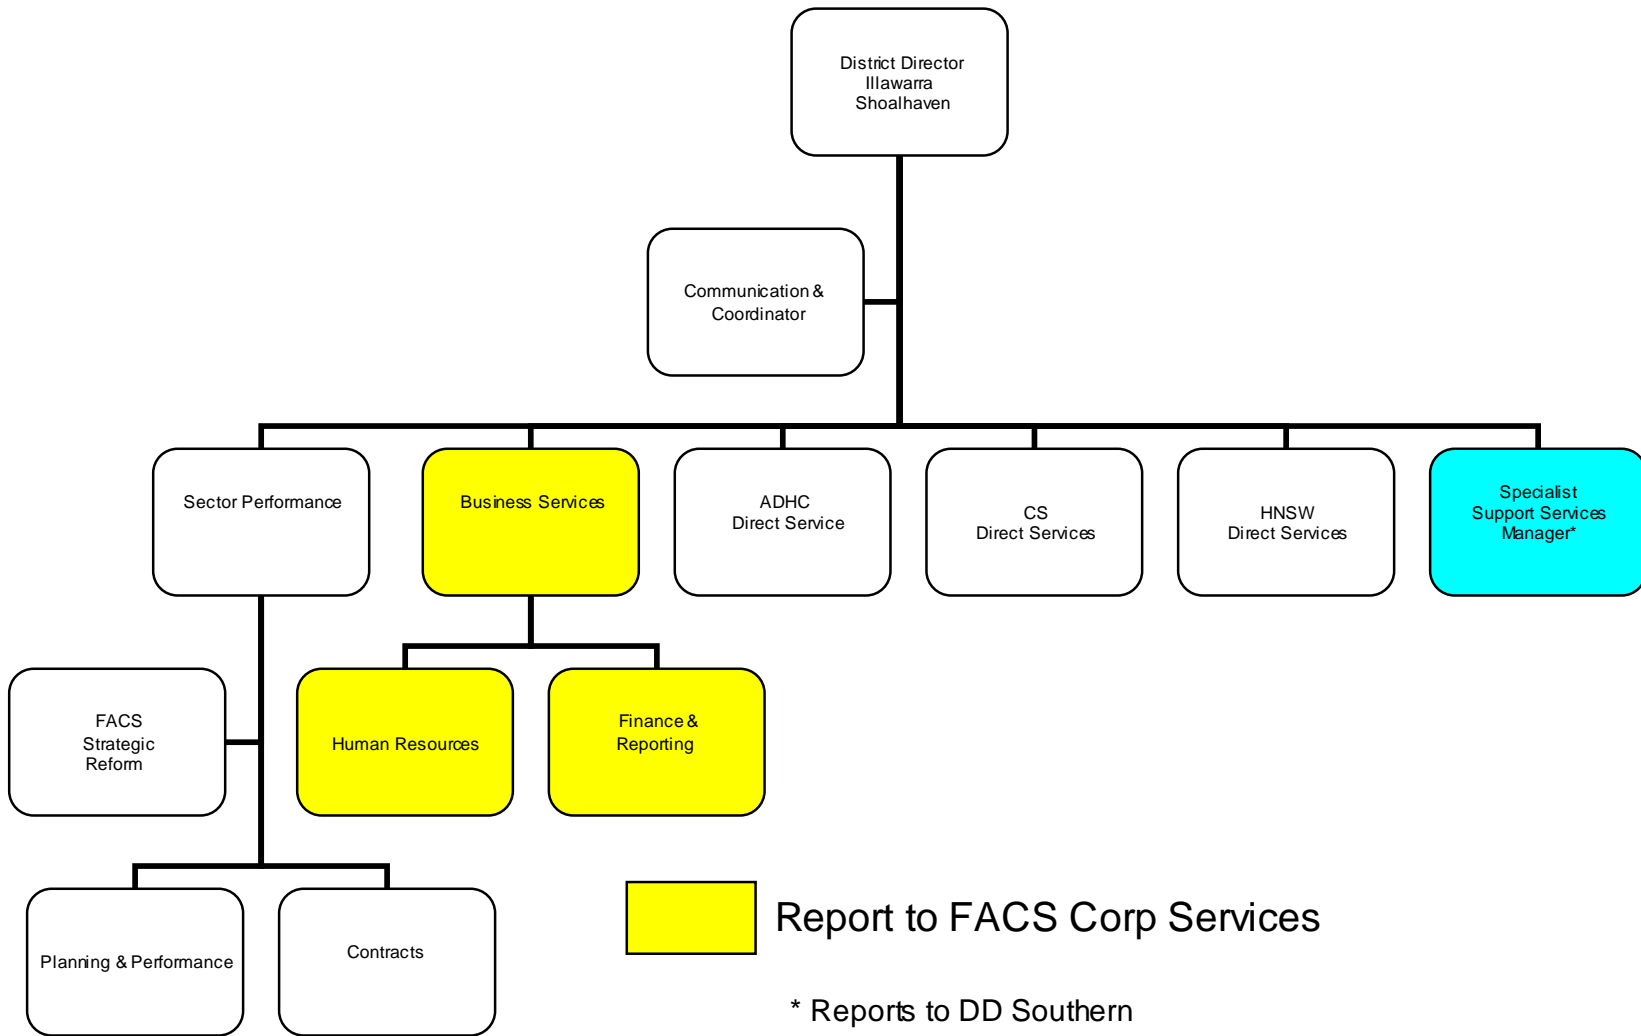 District Director
Illawarra
Shoalhaven
Communication &
Coordinator
Sector Performance
Business Services
ADHC
Direct Service
CS
Direct Services
HNSW
Direct Services
Specialist
Support Services
Manager*
FACS
Strategic
Reform
Human Resources
Finance &
Reporting
Planning & Performance
Contracts
Report to FACS Corp Services
* Reports to DD Southern